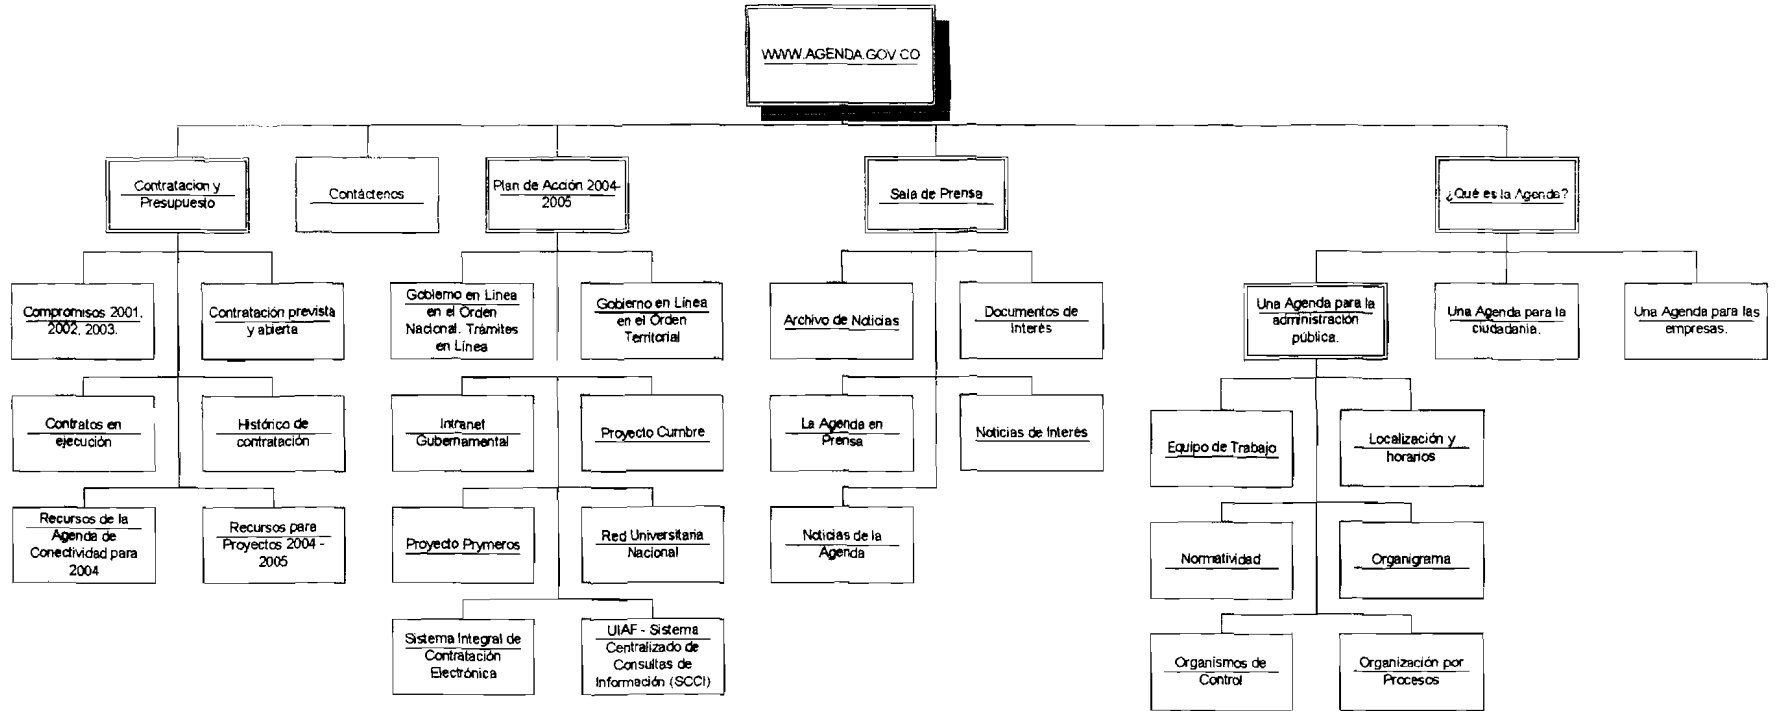 WWW.AGENDA.GOV.CO
Contratacion y
Presupuesto
Contáctenos
Plan de Acción 2004-
2005
Sala de Prensa
¿Qué es la Agenda?
Compromisos 2001,
2002, 2003.
Contratación prevista
y abierta
Gobierno en Línea
en el Orden
Nacional. Trámites
en Línea
Gobierno en Línea
en el Orden
Territorial
Archivo de Noticias
Documentos de
Interés
Una Agenda para la
administración
pública.
Una Agenda para la
ciudadanía.
Una Agenda para las
empresas.
Contratos en
ejecución
Histórico de
contratación
Intranet
Gubernamental
Proyecto Cumbre
La Agenda en
Prensa
Noticias de Interés
Equipo de Trabajo
Localización y
horarios
Recursos de la
Agenda de
Conectividad para
2004
Recursos para
Proyectos 2004 -
2005
Proyecto Prymeros
Red Universitaria
Nacional
Noticias de la
Agenda
Normatividad
Organigrama
Sistema Integral de
Contratación
Electrónica
UIAF - Sistema
Centralizado de
Consultas de
Información (SCCI)
Organismos de
Control
Organización por
Procesos